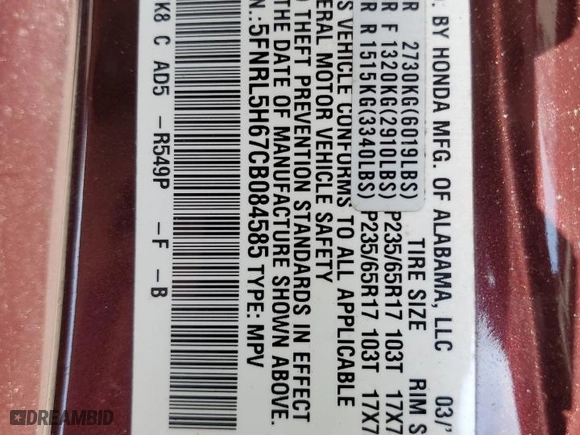 . BY HONDA MFG. OF ALABAMA, LLC 03/
TIRE SIZE RIM S
R 2730KG(6019LBS)
R F 1320KG(2910LBS) P235/65R17 103T 17X7
R R 1515KG(3340LBS) P235/65R17 103T 17X7
S VEHICLE CONFORMS TO ALL APPLICABLE
ERAL MOTOR VEHICLE SAFETY
THEFT PREVENTION STANDARDS IN EFFECT
THE DATE OF MANUFACTURE SHOWN ABOVE.
.:5FNRL5H67CB084585 TYPE: MPV
K8 C AD5 -R549P -F -B
DREAMBID